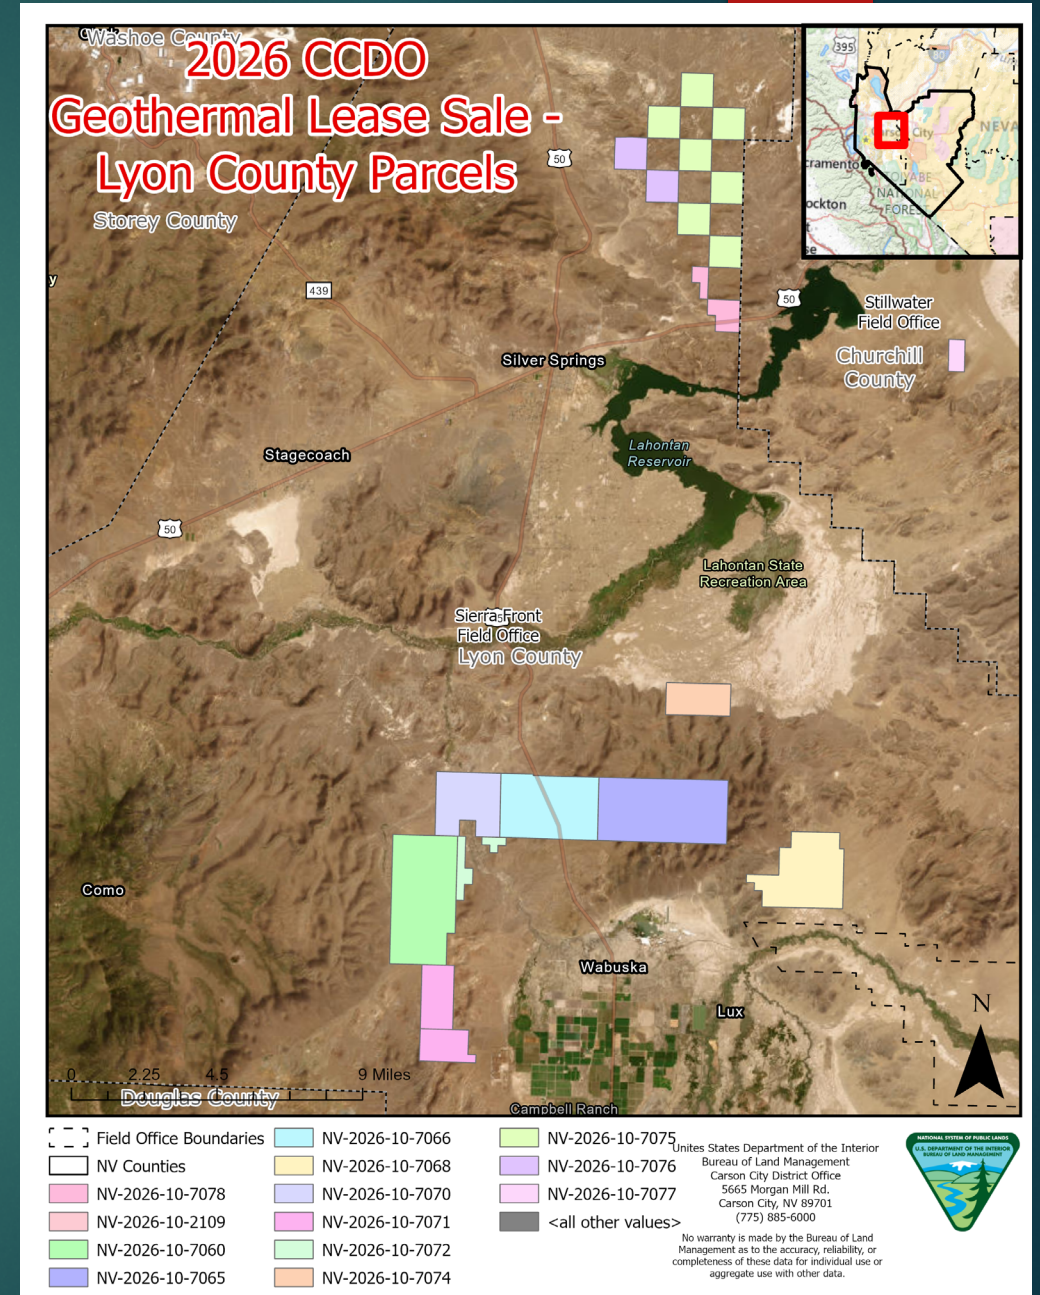 Washoe County
2026 CCDO
Geothermal Lease Sale -
Lyon County Parcels
Storey County
50
y
439
50
Silver Springs
Stillwater
Field Office
Churchill
County
Lahontan
Reservoir
Stagecoach
50
Lahontan State
Recreation Area
Sierra Front
Field Office
Lyon County
Como
Wabuska
Lux
N
0 2.25 4.5 9 Miles
Douglas County
Campbell Ranch
395
80
Carson City
NEVA
cramento
TOIYABE
NATIONAL
FOREST
ockton
se
Field Office Boundaries
NV Counties
NV-2026-10-7078
NV-2026-10-2109
NV-2026-10-7060
NV-2026-10-7065
NV-2026-10-7066
NV-2026-10-7068
NV-2026-10-7070
NV-2026-10-7071
NV-2026-10-7072
NV-2026-10-7074
NV-2026-10-7075
NV-2026-10-7076
NV-2026-10-7077
<all other values>
Unites States Department of the Interior
Bureau of Land Management
Carson City District Office
5665 Morgan Mill Rd.
Carson City, NV 89701
(775) 885-6000
No warranty is made by the Bureau of Land
Management as to the accuracy, reliability, or
completeness of these data for individual use or
aggregate use with other data.
NATIONAL SYSTEM OF PUBLIC LANDS
U.S. DEPARTMENT OF THE INTERIOR
BUREAU OF LAND MANAGEMENT